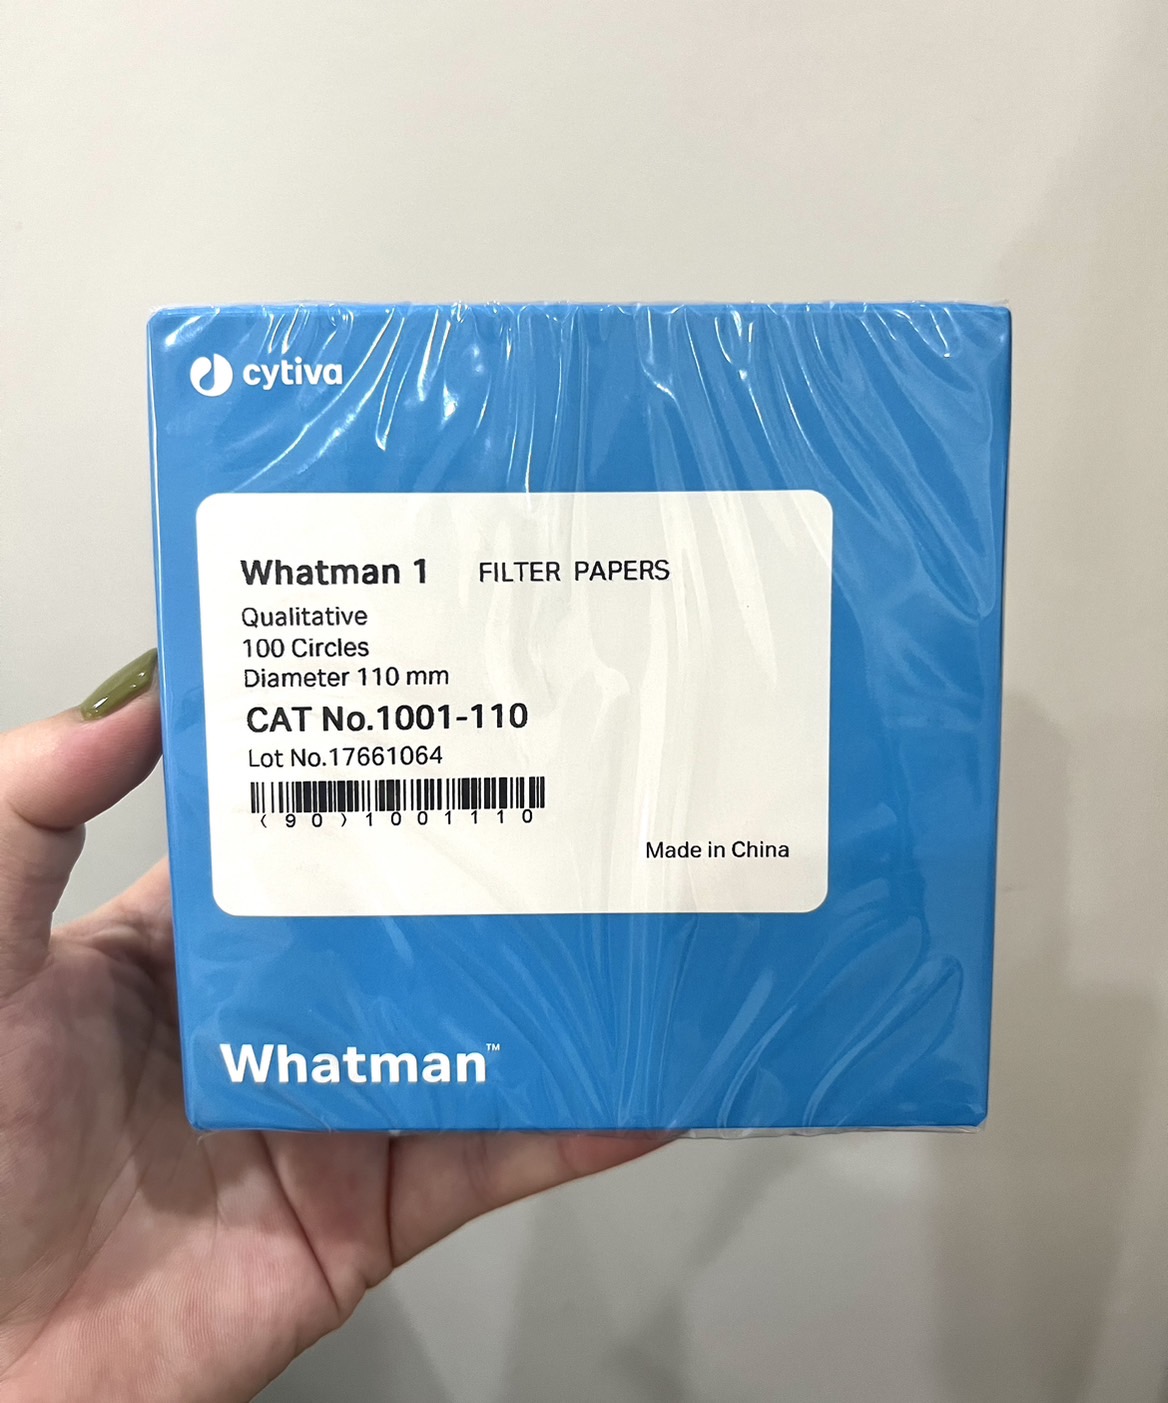 cytiva
Whatman 1 FILTER PAPERS
Qualitative
100 Circles
Diameter 110 mm
CAT No.1001-110
Lot No.17661064
(90)1001110
Made in China
Whatman™